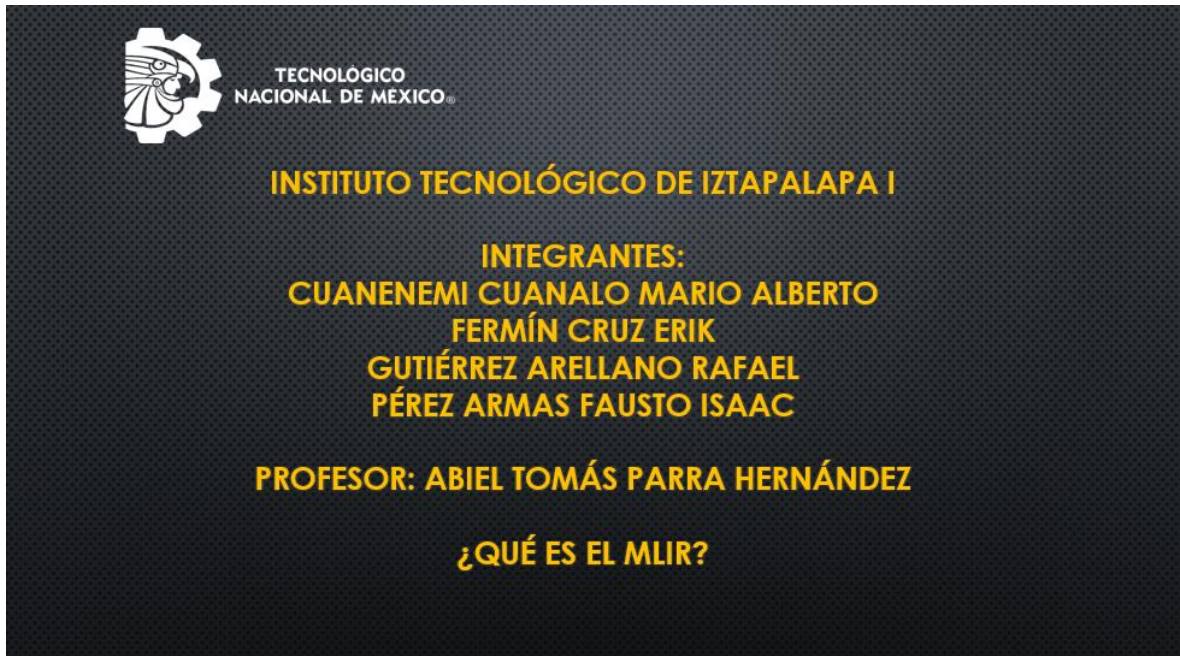 TECNOLÓGICO
NACIONAL DE MEXICO®
INSTITUTO TECNOLÓGICO DE IZTAPALAPA I
INTEGRANTES:
CUANENEMI CUANALO MARIO ALBERTO
FERMÍN CRUZ ERIK
GUTIÉRREZ ARELLANO RAFAEL
PÉREZ ARMAS FAUSTO ISAAC
PROFESOR: ABIEL TOMÁS PARRA HERNÁNDEZ
¿QUÉ ES EL MLIR?